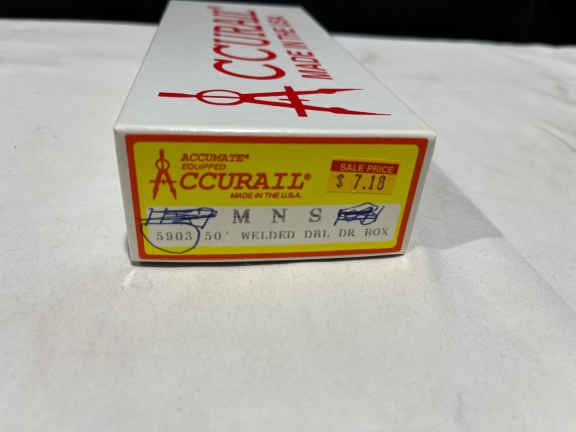 ACCURAIL
MADE IN THE USA
ACCUMATE®
EQUIPPED
ACCURAIL®
MADE IN THE U.S.A.
SALE PRICE
$ 7.18
M N S
5903 50' WELDED DBL DR BOX